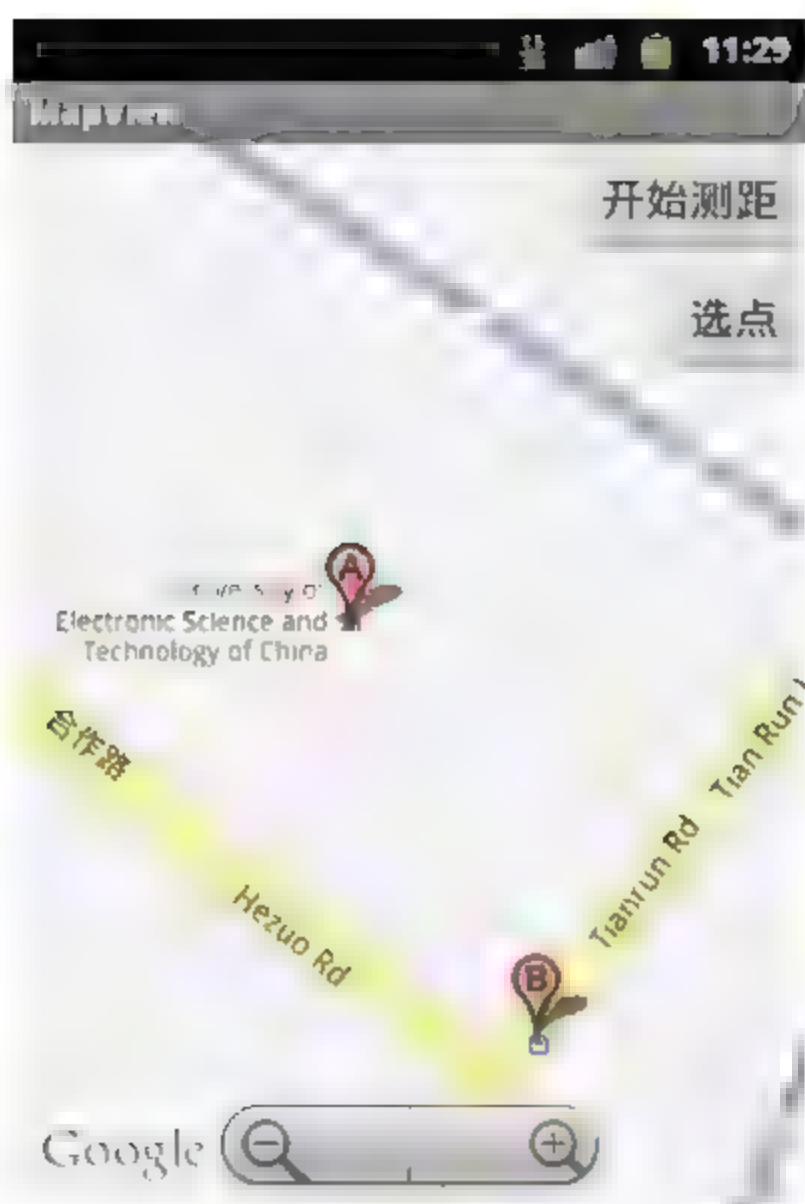 11:29
MapView
开始测距
选点
A
Electronic Science and
Technology of China
合作路
Tian Run
Tianrun Rd
Hezuo Rd
B
Google